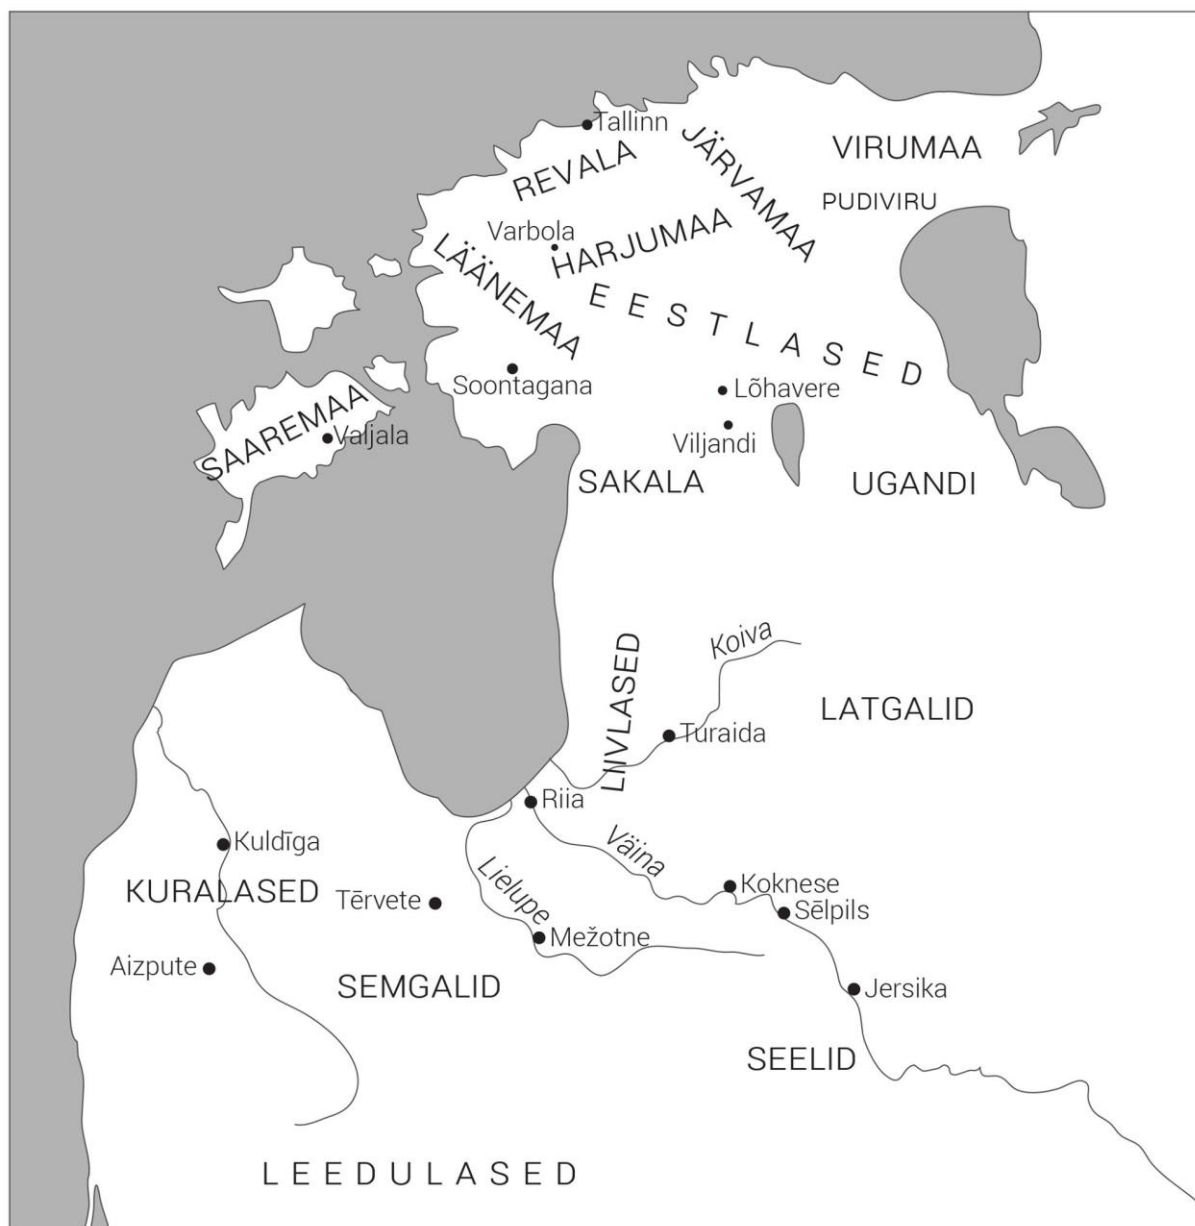 Tallinn
REVALA
JÄRVAMAA
VIRUMAA
PUDIVIRU
Varbola
HARJUMAA
LÄÄNEMAA
EESTLASED
Soontagana
Lõhavere
SAAREMAA
Valjala
Viljandi
SAKALA
UGANDI
Koiva
LIIVLASED
LATGALID
Turaida
Riia
Väina
Kuldīga
KURALASED
Tērvete
Lielupe
Koknese
Sēlpils
Mežotne
Aizpute
SEMGALID
Jersika
SEELID
LEEDULASED